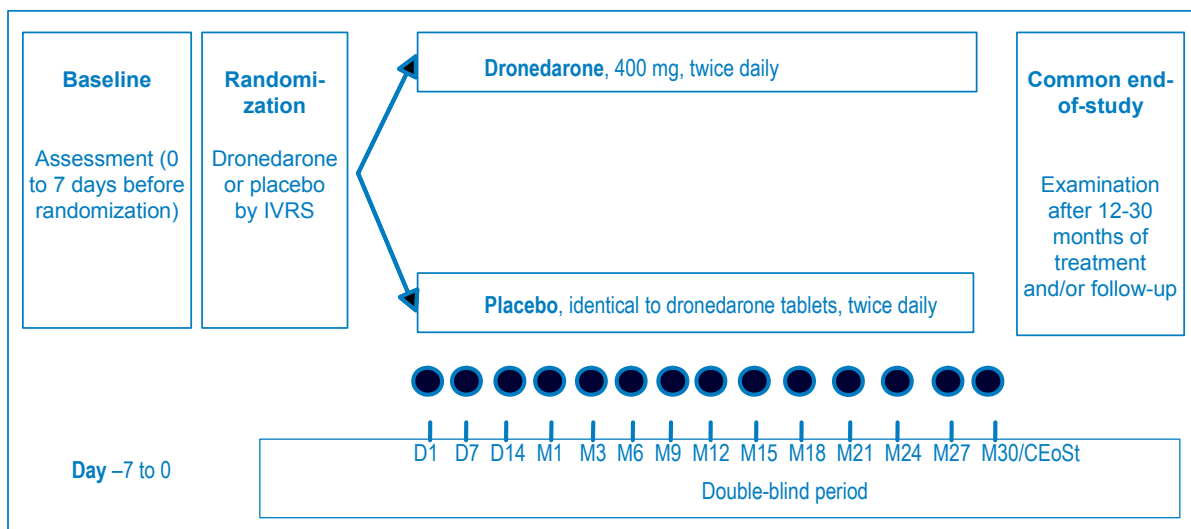 Baseline
Assessment (0
to 7 days before
randomization)
Randomi-
zation
Dronedarone
or placebo
by IVRS
Dronedarone, 400 mg, twice daily
Placebo, identical to dronedarone tablets, twice daily
Common end-
of-study
Examination
after 12-30
months of
treatment
and/or follow-up
D1 D7 D14 M1 M3 M6 M9 M12 M15 M18 M21 M24 M27 M30/CEoSt
Day –7 to 0
Double-blind period